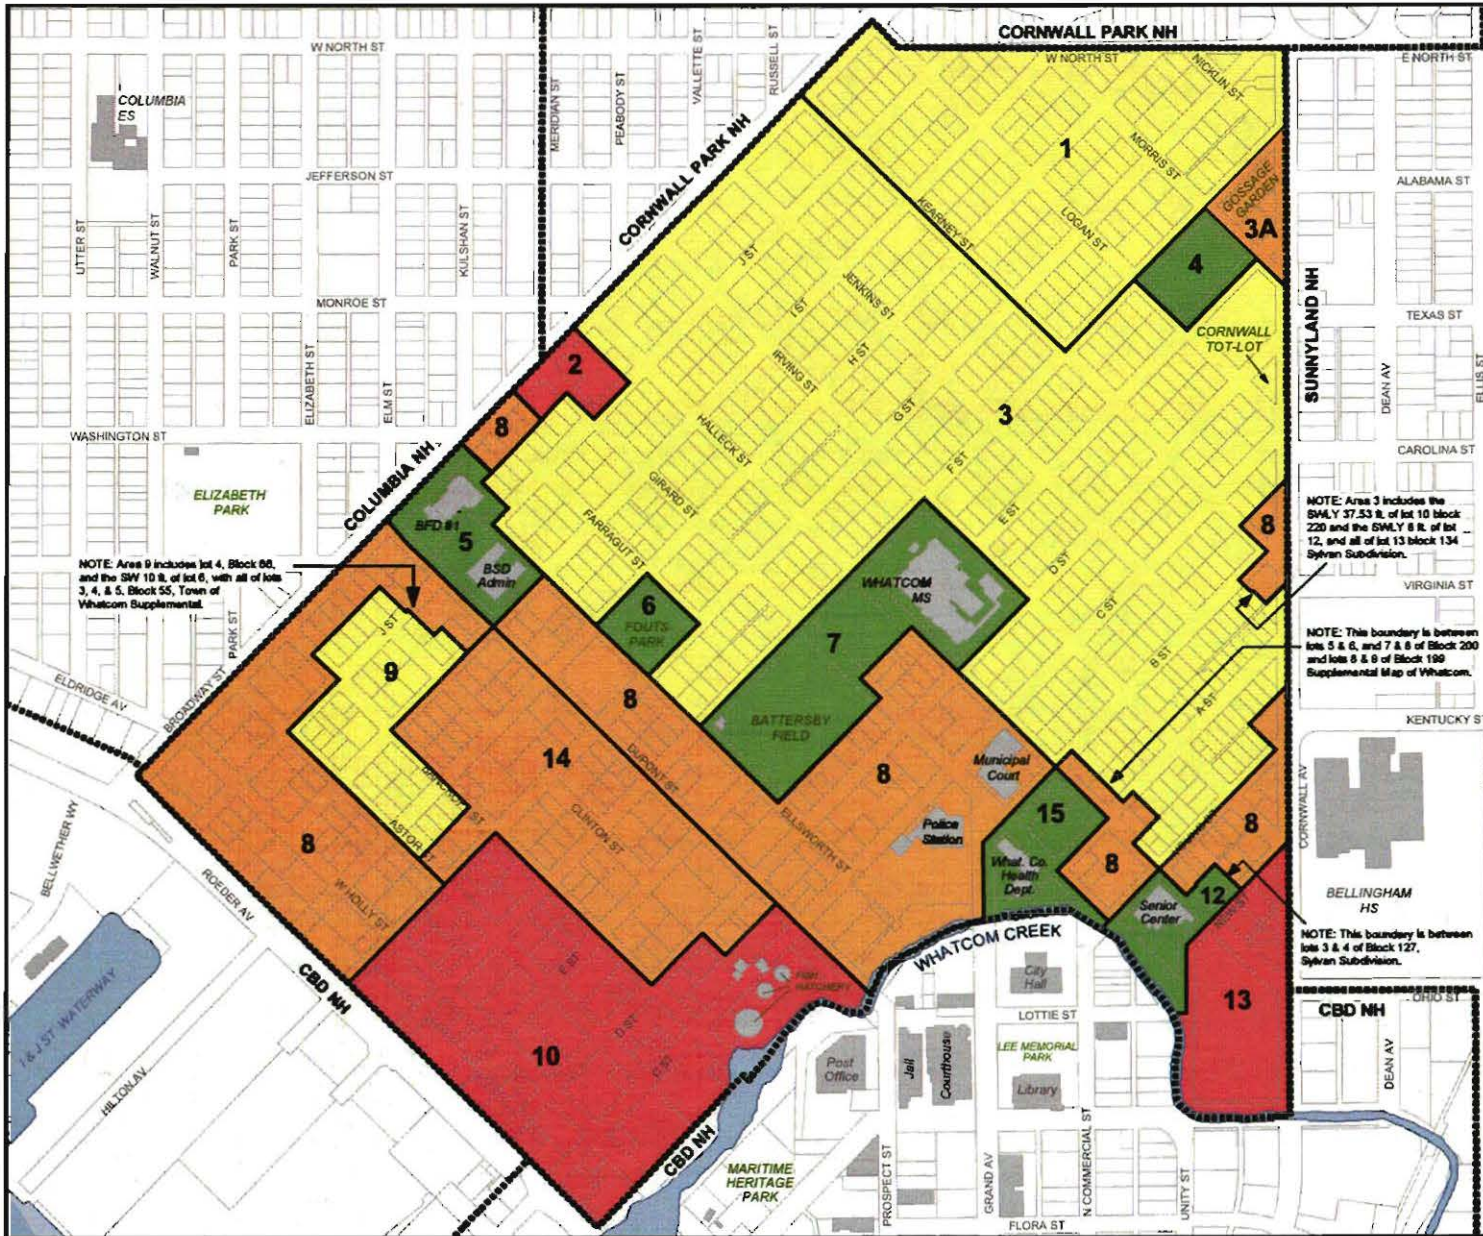 CORNWALL PARK NH
W NORTH ST
W NORTH ST
E NORTH ST
NICKLIN ST
COLUMBIA
ES
MERIDIAN ST
PEABODY ST
VALLETTE ST
RUSSELL ST
JEFFERSON ST
CORNWALL PARK NH
1
MORRIS ST
LOGAN ST
KEARNEY ST
GOSSAGE
GARDEN
3A
4
ALABAMA ST
UTTER ST
WALNUT ST
PARK ST
KULSHAN ST
MONROE ST
J ST
I ST
JENKINS ST
IRVING ST
H ST
G ST
F ST
E ST
D ST
C ST
B ST
A ST
CORNWALL
TOT-LOT
SUNNYLAND NH
TEXAS ST
DEAN AV
ELLIS ST
ELIZABETH ST
ELM ST
2
8
3
HALLECK ST
GIRARD ST
FARRAGUT ST
WASHINGTON ST
CAROLINA ST
COLUMBIA NH
ELIZABETH
PARK
BFD #1
5
BSD
Admin
NOTE: Area 9 includes lot 4, Block 68,
and the SW 10 ft. of lot 6, with all of lots
3, 4, & 5, Block 55, Town of
Whatcom Supplemental.
8
NOTE: Area 3 includes the
SWLY 37.53 ft. of lot 10 block
220 and the SWLY 8 ft. of lot
12, and all of lot 13 block 134
Sylvan Subdivision.
VIRGINIA ST
WHATCOM
MS
6
FOUTS
PARK
7
BATTERSBY
FIELD
NOTE: This boundary is between
lots 5 & 6, and 7 & 8 of Block 200
and lots 8 & 9 of Block 199
Supplemental Map of Whatcom.
KENTUCKY ST
PARK ST
ELDRIDGE AV
BROADWAY ST
J ST
9
BANCROFT ST
ASTOR ST
8
W HOLLY ST
14
CLINTON ST
8
DUPONT ST
ELLSWORTH ST
8
Municipal
Court
Police
Station
15
What. Co.
Health
Dept.
8
8
12
Senior
Center
CORNWALL AV
BELLINGHAM
HS
NOTE: This boundary is between
lots 3 & 4 of Block 127,
Sylvan Subdivision.
BELLWETHER WY
ROEDER AV
I & J ST WATERWAY
HILTON AV
CBD NH
E ST
D ST
C ST
10
FISH
HATCHERY
WHATCOM CREEK
City
Hall
LOTTIE ST
LEE MEMORIAL
PARK
Library
Post
Office
Jail
Courthouse
13
CBD NH
OHIO ST
DEAN AV
CBD NH
MARITIME
HERITAGE
PARK
PROSPECT ST
GRAND AV
N COMMERCIAL ST
UNITY ST
FLORA ST